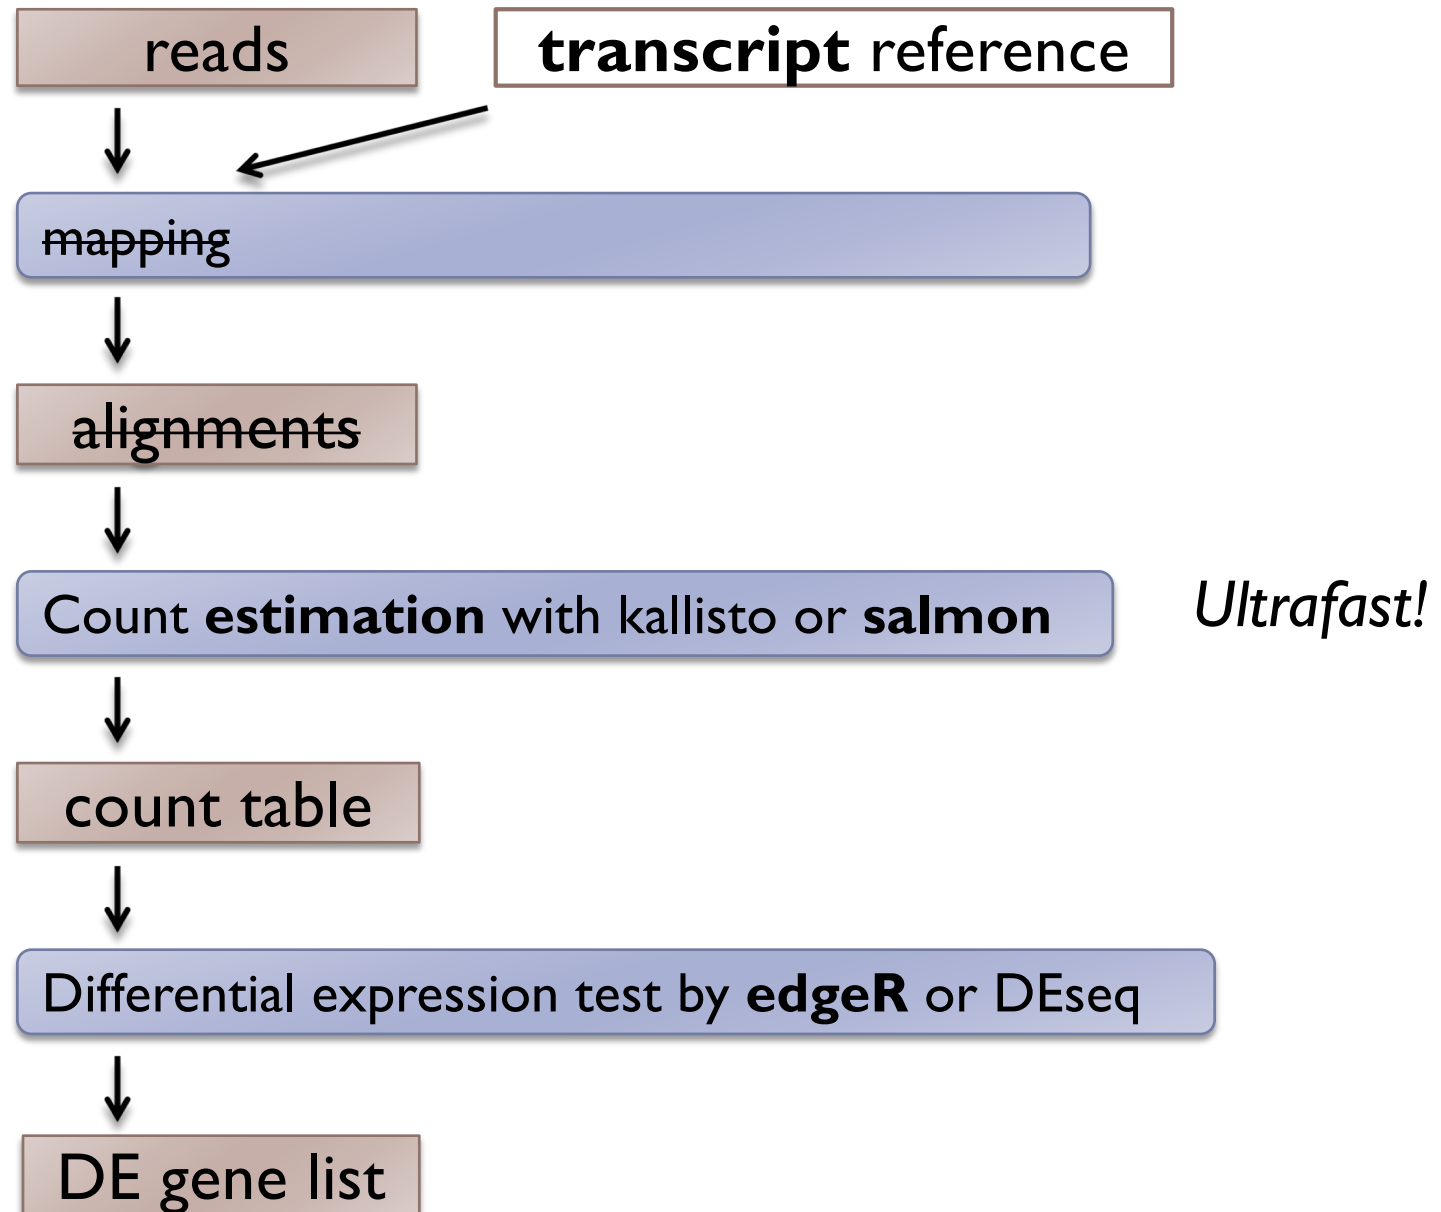 reads
transcript reference
mapping
alignments
Count estimation with kallisto or salmon
Ultrafast!
count table
Differential expression test by edgeR or DEseq
DE gene list